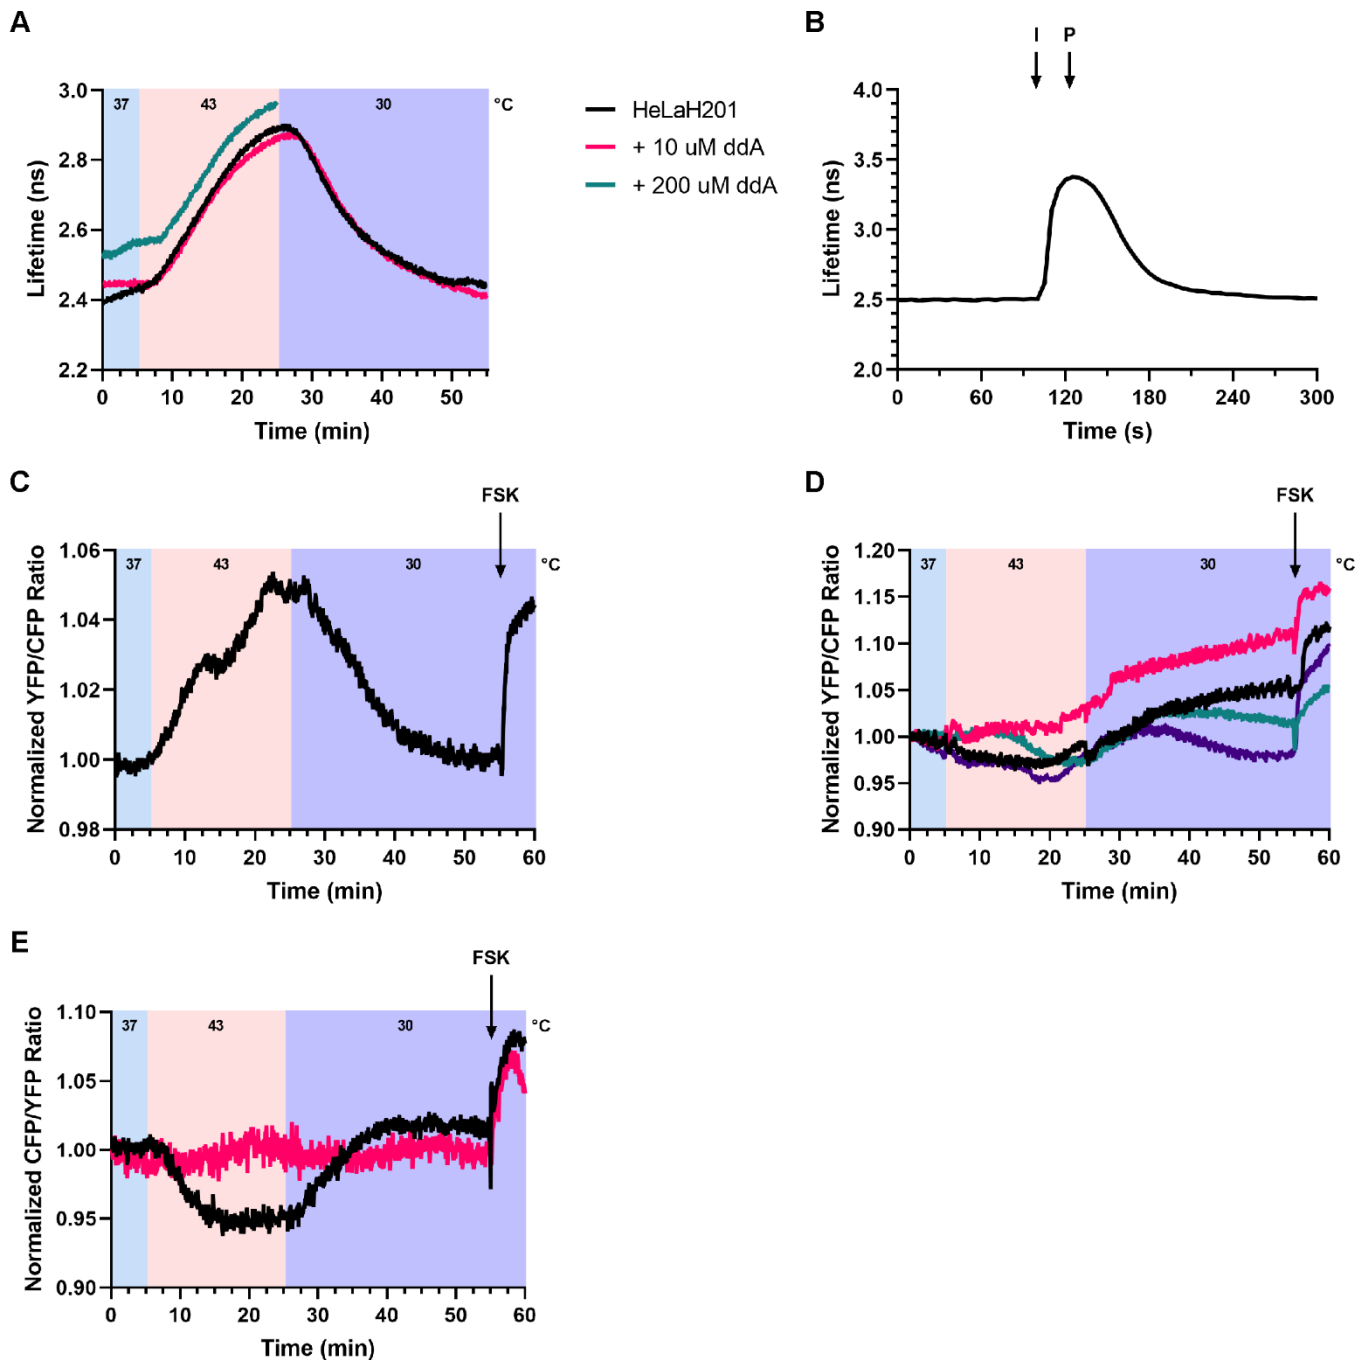 A
37
43
30
°C
3.0
2.8
2.6
2.4
2.2
0
10
20
30
40
50
Lifetime (ns)
Time (min)
HeLaH201
+ 10 uM ddA
+ 200 uM ddA
B
I
P
4.0
3.5
3.0
2.5
2.0
0
60
120
180
240
300
Lifetime (ns)
Time (s)
C
FSK
37
43
30
°C
1.06
1.04
1.02
1.00
0.98
0
10
20
30
40
50
60
Normalized YFP/CFP Ratio
Time (min)
D
FSK
37
43
30
°C
1.20
1.15
1.10
1.05
1.00
0.95
0.90
0
10
20
30
40
50
60
Normalized YFP/CFP Ratio
Time (min)
E
FSK
37
43
30
°C
1.10
1.05
1.00
0.95
0.90
0
10
20
30
40
50
60
Normalized CFP/YFP Ratio
Time (min)